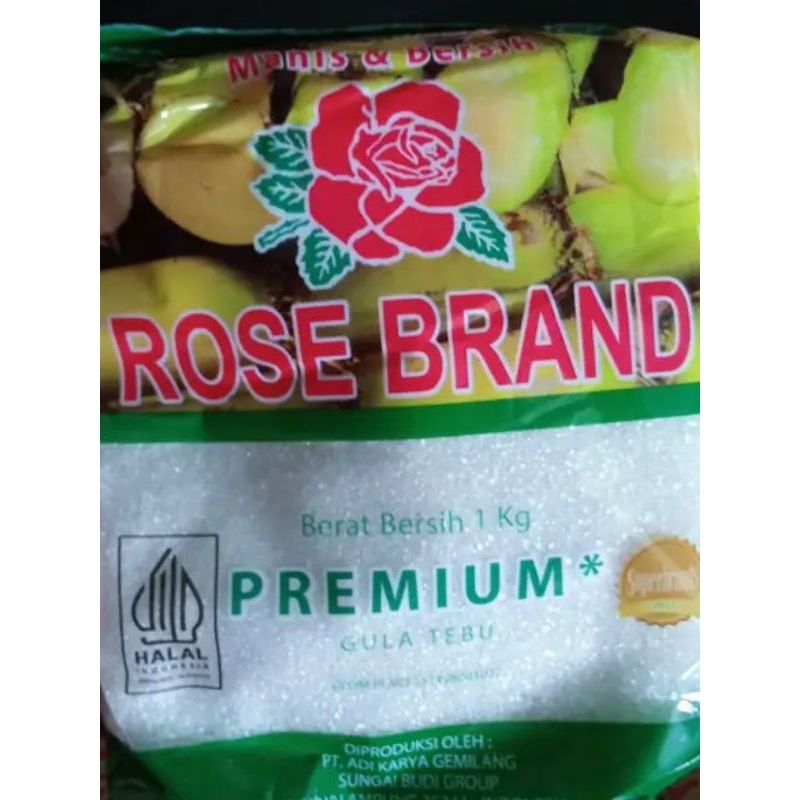 Manis & Bersih
ROSE BRAND
Berat Bersih 1 Kg
PREMIUM*
GULA TEBU
HALAL
INDONESIA
Superbrands
DIPRODUKSI OLEH :
PT. ADI KARYA GEMILANG
SUNGAI BUDI GROUP